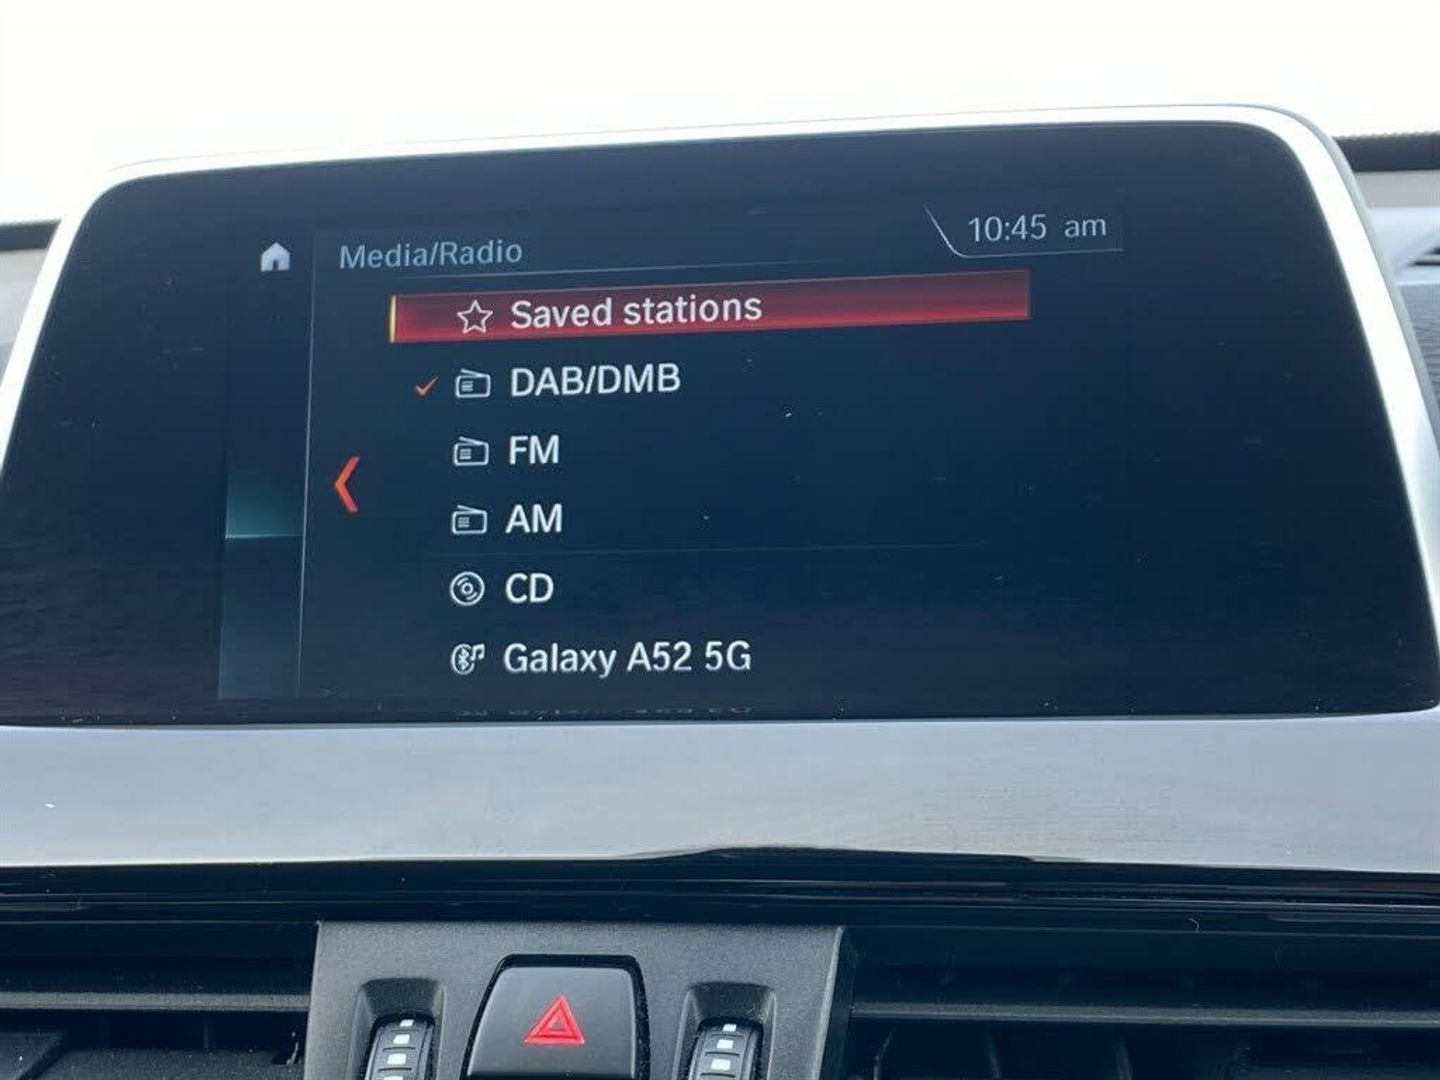 Media/Radio
10:45 am
Saved stations
DAB/DMB
FM
AM
CD
Galaxy A52 5G